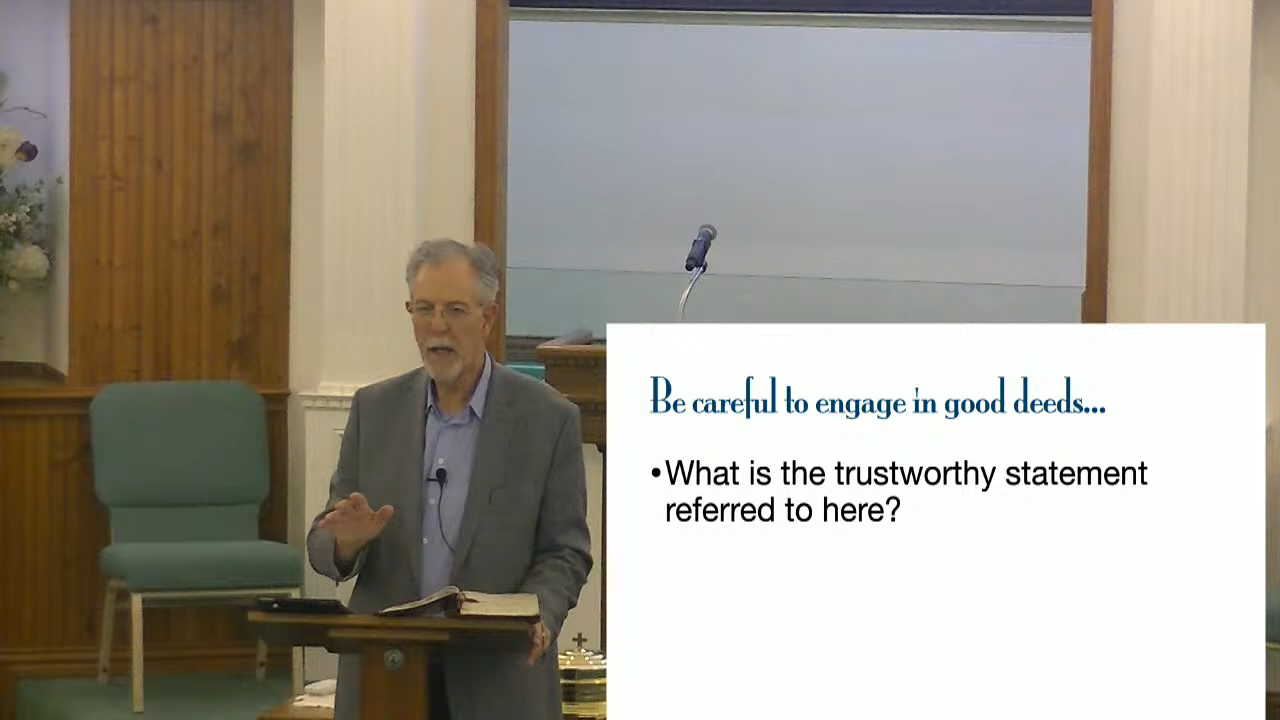 Be careful to engage in good deeds...
•What is the trustworthy statement
referred to here?